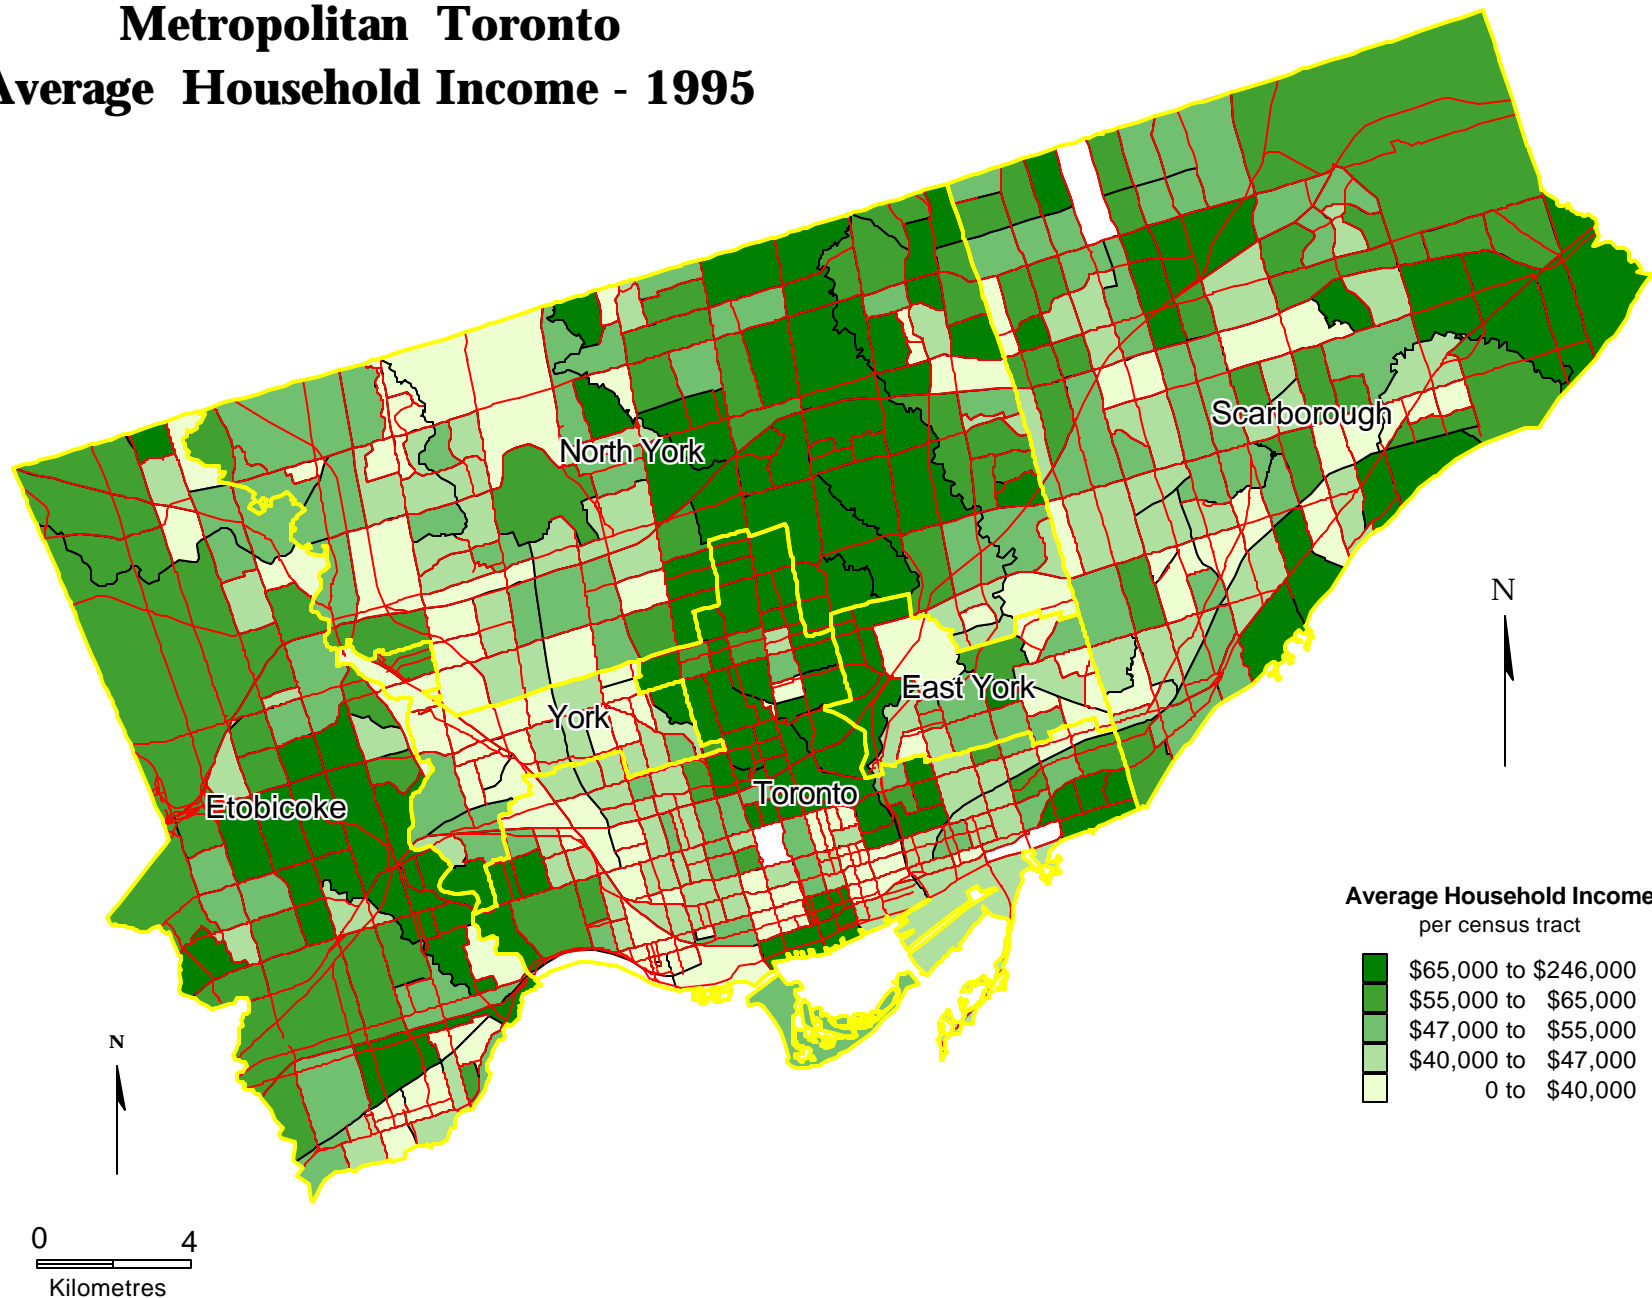 Metropolitan Toronto
Average Household Income - 1995
Scarborough
North York
N
East York
York
Toronto
Etobicoke
Average Household Income
per census tract
$65,000 to $246,000
$55,000 to $65,000
$47,000 to $55,000
$40,000 to $47,000
0 to $40,000
N
0 4
Kilometres